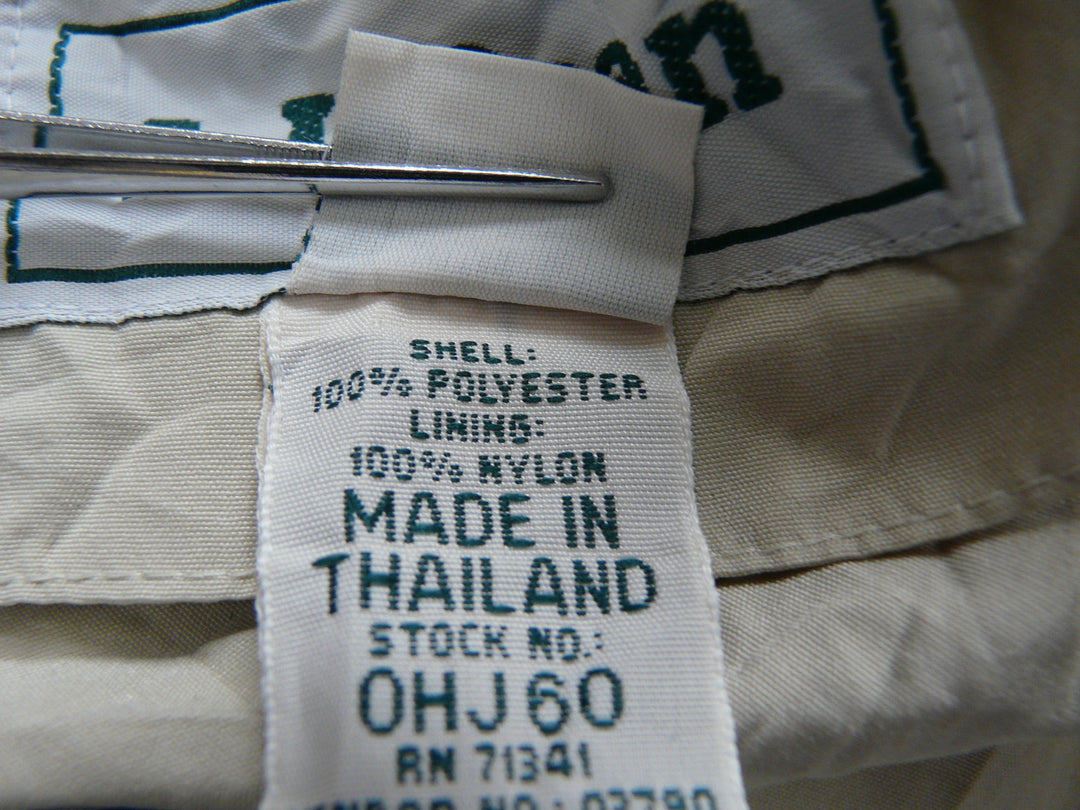 SHELL:
100% POLYESTER
LINING:
100% NYLON
MADE IN
THAILAND
STOCK NO.:
0HJ60
RN 71341